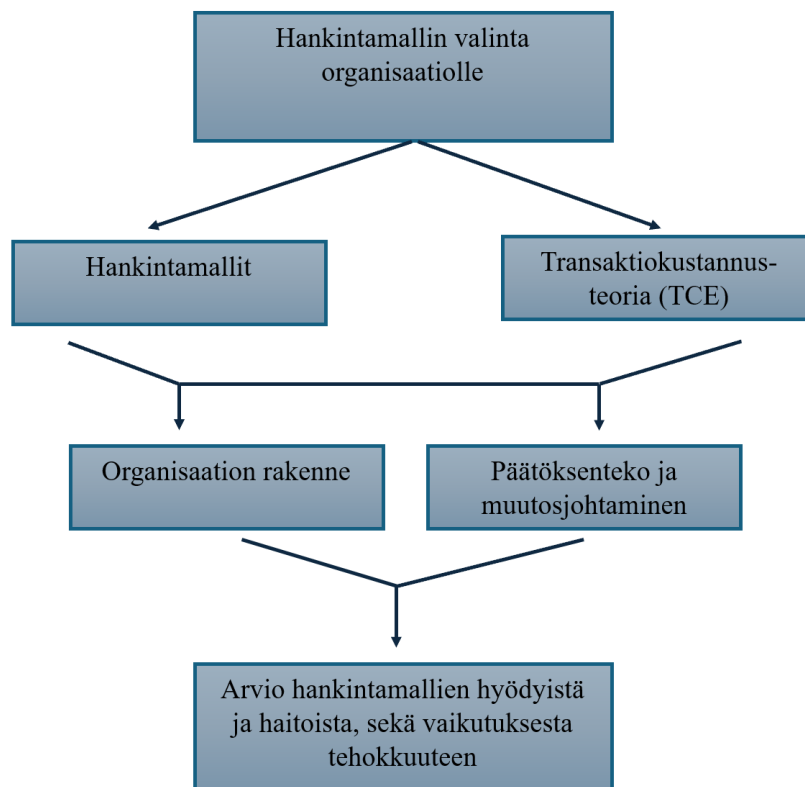 Hankintamallin valinta
organisaatiolle
Hankintamallit
Transaktiokustannus-
teoria (TCE)
Organisaation rakenne
Päätöksenteko ja
muutosjohtaminen
Arvio hankintamallien hyödyistä
ja haitoista, sekä vaikutuksesta
tehokkuuteen